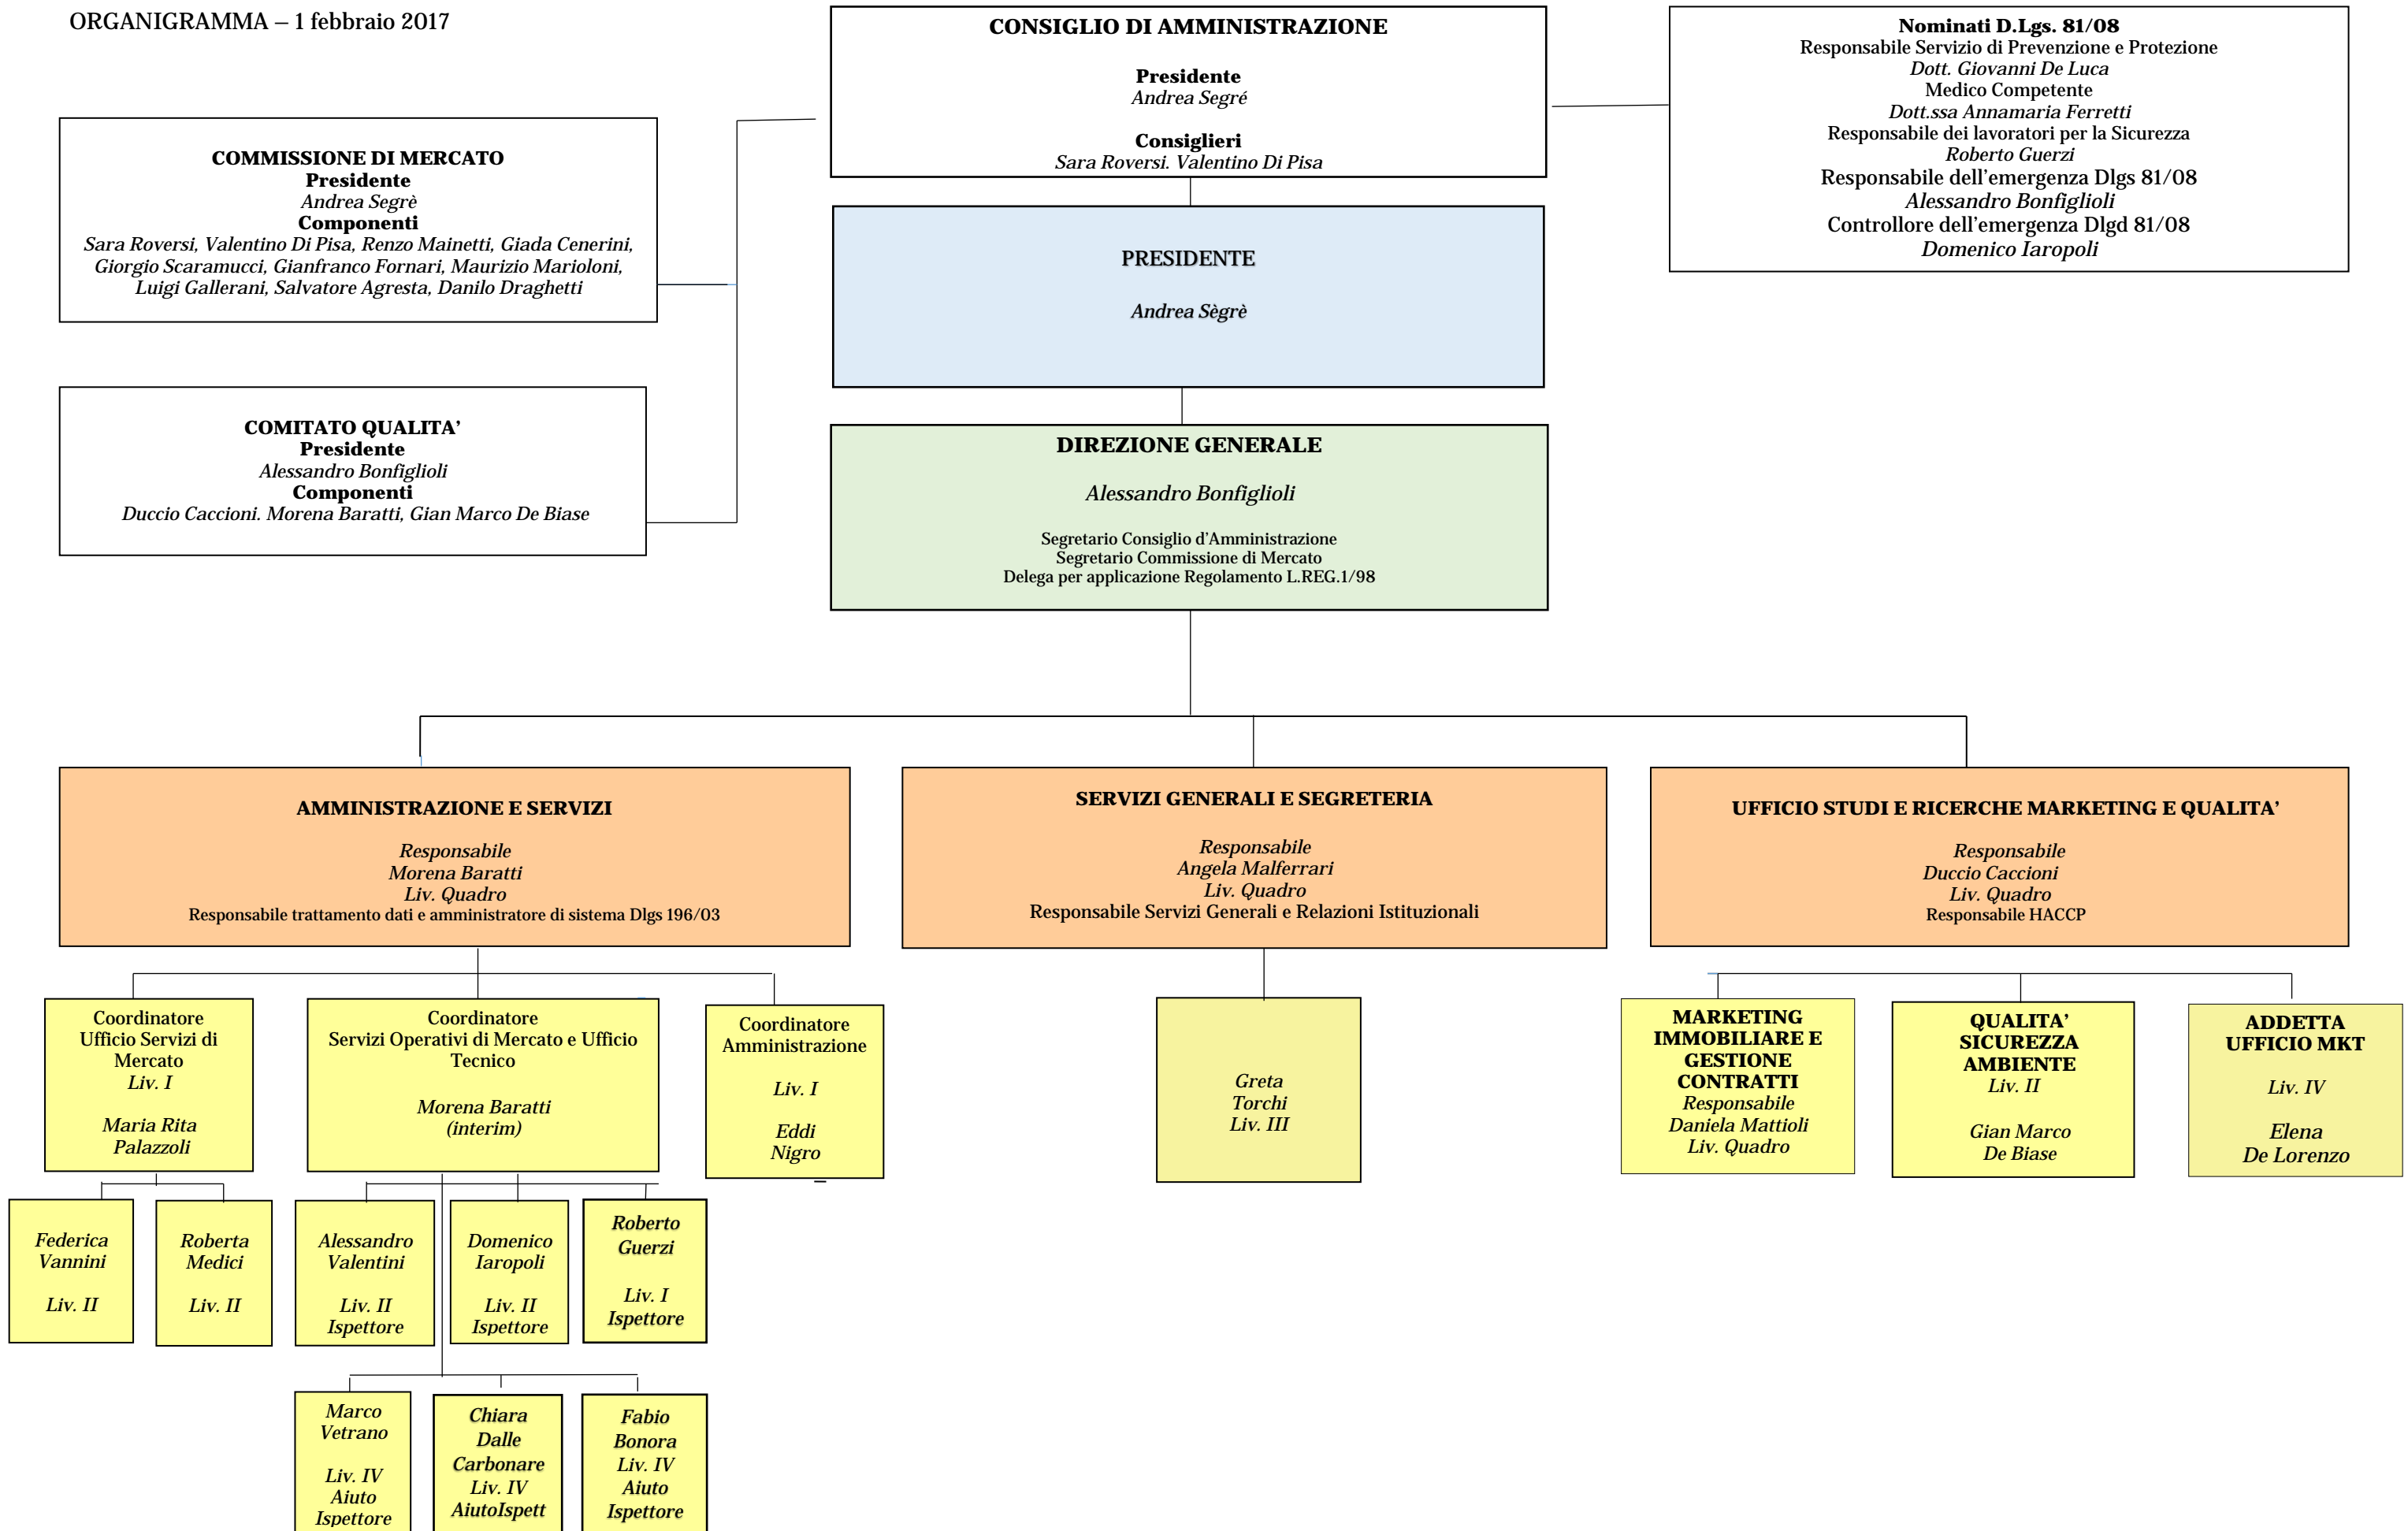 ORGANIGRAMMA – 1 febbraio 2017
CONSIGLIO DI AMMINISTRAZIONE
Presidente
Andrea Segré
Consiglieri
Sara Roversi. Valentino Di Pisa
Nominati D.Lgs. 81/08
Responsabile Servizio di Prevenzione e Protezione
Dott. Giovanni De Luca
Medico Competente
Dott.ssa Annamaria Ferretti
Responsabile dei lavoratori per la Sicurezza
Roberto Guerzi
Responsabile dell'emergenza Dlgs 81/08
Alessandro Bonfiglioli
Controllore dell'emergenza Dlgd 81/08
Domenico Iaropoli
COMMISSIONE DI MERCATO
Presidente
Andrea Segrè
Componenti
Sara Roversi, Valentino Di Pisa, Renzo Mainetti, Giada Cenerini,
Giorgio Scaramucci, Gianfranco Fornari, Maurizio Marioloni,
Luigi Gallerani, Salvatore Agresta, Danilo Draghetti
PRESIDENTE
Andrea Sègrè
COMITATO QUALITA'
Presidente
Alessandro Bonfiglioli
Componenti
Duccio Caccioni. Morena Baratti, Gian Marco De Biase
DIREZIONE GENERALE
Alessandro Bonfiglioli
Segretario Consiglio d'Amministrazione
Segretario Commissione di Mercato
Delega per applicazione Regolamento L.REG.1/98
AMMINISTRAZIONE E SERVIZI
Responsabile
Morena Baratti
Liv. Quadro
Responsabile trattamento dati e amministratore di sistema Dlgs 196/03
SERVIZI GENERALI E SEGRETERIA
Responsabile
Angela Malferrari
Liv. Quadro
Responsabile Servizi Generali e Relazioni Istituzionali
UFFICIO STUDI E RICERCHE MARKETING E QUALITA'
Responsabile
Duccio Caccioni
Liv. Quadro
Responsabile HACCP
Coordinatore
Ufficio Servizi di
Mercato
Liv. I
Maria Rita
Palazzoli
Coordinatore
Servizi Operativi di Mercato e Ufficio
Tecnico
Morena Baratti
(interim)
Coordinatore
Amministrazione
Liv. I
Eddi
Nigro
Greta
Torchi
Liv. III
MARKETING
IMMOBILIARE E
GESTIONE
CONTRATTI
Responsabile
Daniela Mattioli
Liv. Quadro
QUALITA'
SICUREZZA
AMBIENTE
Liv. II
Gian Marco
De Biase
ADDETTA
UFFICIO MKT
Liv. IV
Elena
De Lorenzo
Federica
Vannini
Liv. II
Roberta
Medici
Liv. II
Alessandro
Valentini
Liv. II
Ispettore
Domenico
Iaropoli
Liv. II
Ispettore
Roberto
Guerzi
Liv. I
Ispettore
Marco
Vetrano
Liv. IV
Aiuto
Ispettore
Chiara
Dalle
Carbonare
Liv. IV
AiutoIspett
Fabio
Bonora
Liv. IV
Aiuto
Ispettore